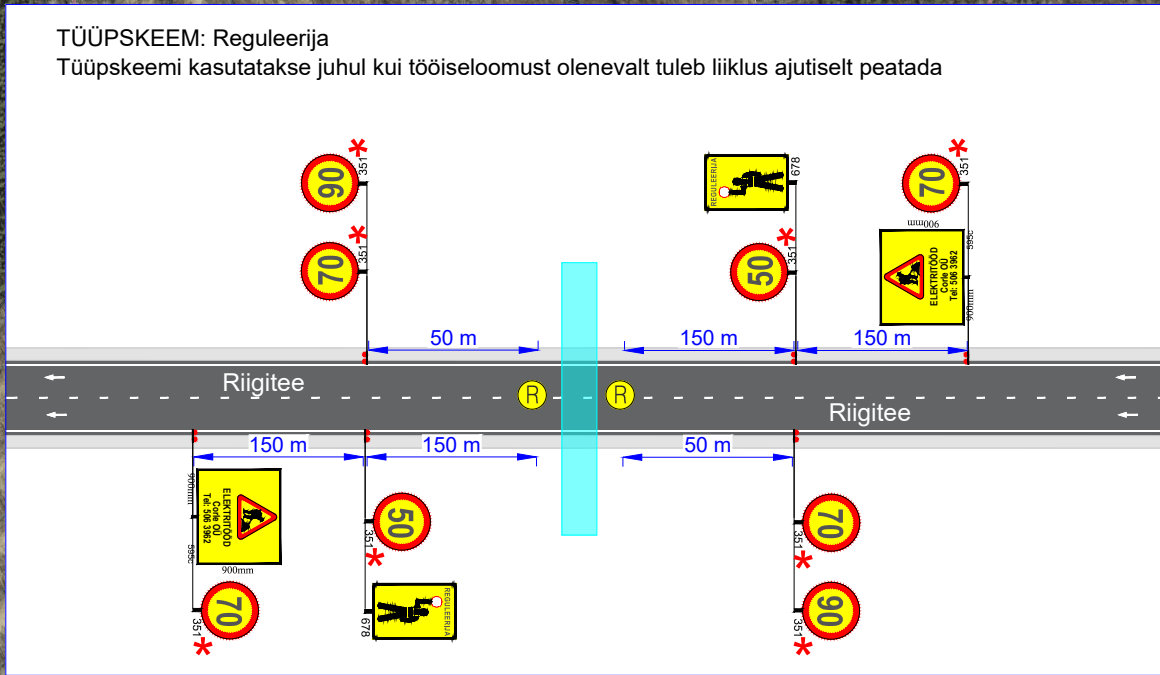 TÜÜPSKEEM: Reguleerija
Tüüpskeemi kasutatakse juhul kui tööiseloomust olenevalt tuleb liiklus ajutiselt peatada
90
351
*
70
351
*
REGULEERIJA
678
50
351
*
70
351
*
900mm
595c
ELEKTRITÖÖD
Corle OÜ
Tel: 506 3962
900mm
50 m
150 m
150 m
Riigitee
R
R
Riigitee
150 m
150 m
50 m
900mm
ELEKTRITÖÖD
Corle OÜ
Tel: 506 3962
595c
900mm
70
351
*
50
351
*
REGULEERIJA
678
70
351
*
90
351
*